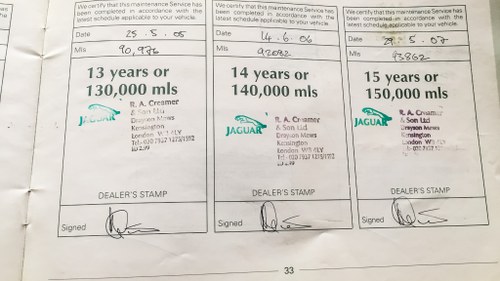 We certify that this maintenance Service has
been completed in accordance with the
latest schedule applicable to your vehicle.
Date 25.5.05
Mls 90,976
13 years or
130,000 mls
JAGUAR
R. A. Creamer
& Son Ltd
Drayson Mews
Kensington
London W8 4LY
DEALER'S STAMP
Signed
We certify that this maintenance Service has
been completed in accordance with the
latest schedule applicable to your vehicle.
Date 14.6.06
Mls 92092
14 years or
140,000 mls
JAGUAR
R. A. Creamer
& Son Ltd
Drayson Mews
Kensington
London W8 4LY
DEALER'S STAMP
Signed
We certify that this maintenance Service has
been completed in accordance with the
latest schedule applicable to your vehicle.
Date 5.07
Mls 93862
15 years or
150,000 mls
JAGUAR
R. A. Creamer
& Son Ltd
Drayson Mews
Kensington
London
DEALER'S STAMP
Signed
33